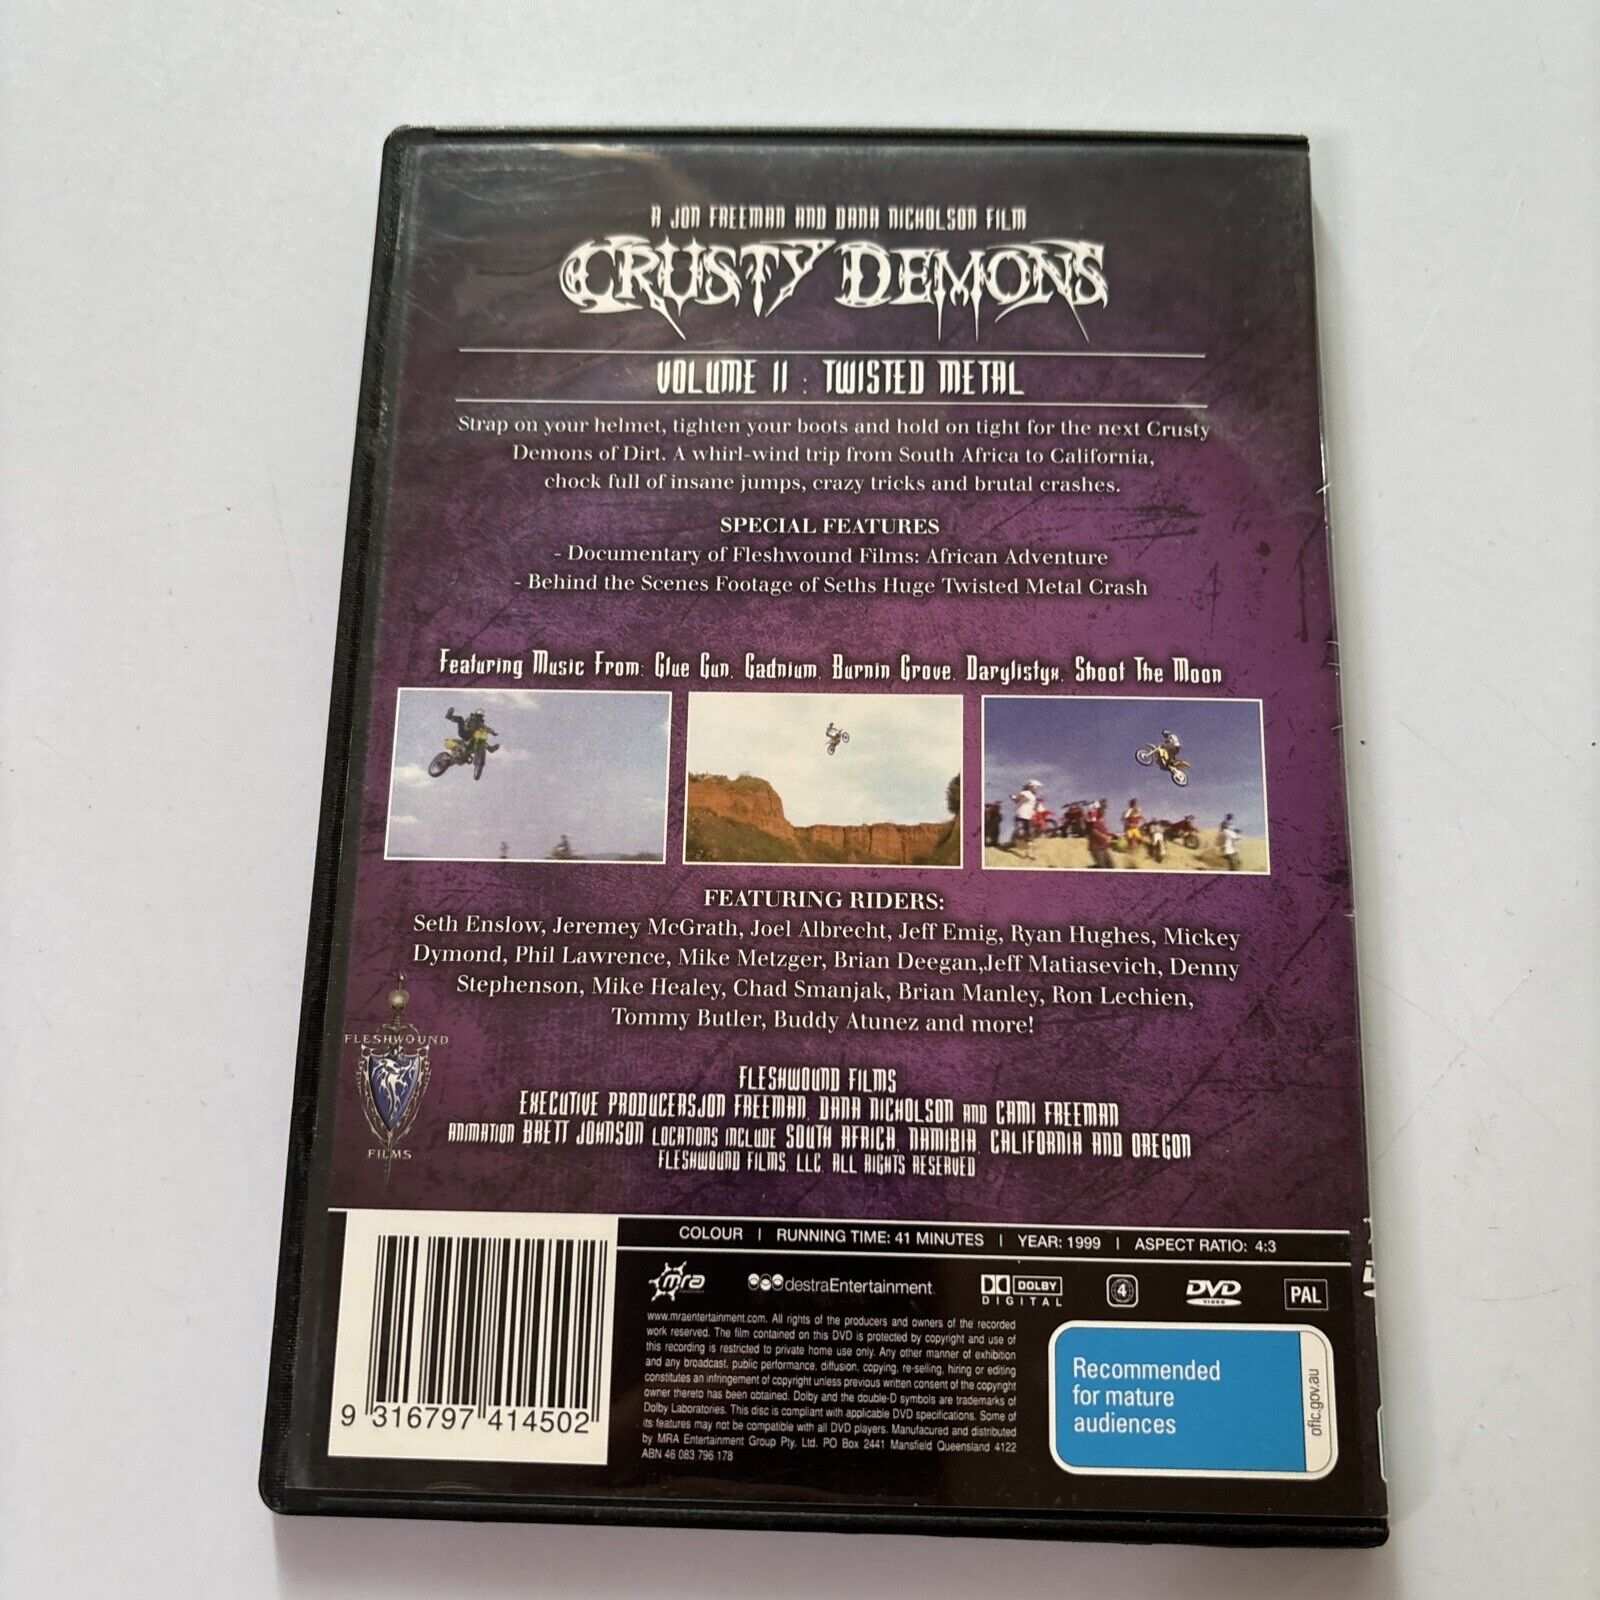 A JON FREEMAN AND DANA NICHOLSON FILM
CRUSTY DEMONS
VOLUME II : TWISTED METAL
Strap on your helmet, tighten your boots and hold on tight for the next Crusty
Demons of Dirt. A whirl-wind trip from South Africa to California,
chock full of insane jumps, crazy tricks and brutal crashes.
SPECIAL FEATURES
- Documentary of Fleshwound Films: African Adventure
- Behind the Scenes Footage of Seths Huge Twisted Metal Crash
Featuring Music From: Glue Gun, Gadnium, Burnin Grove, Darylistyx, Shoot The Moon
FEATURING RIDERS:
Seth Enslow, Jeremey McGrath, Joel Albrecht, Jeff Emig, Ryan Hughes, Mickey
Dymond, Phil Lawrence, Mike Metzger, Brian Deegan,Jeff Matiasevich, Denny
Stephenson, Mike Healey, Chad Smanjak, Brian Manley, Ron Lechien,
Tommy Butler, Buddy Atunez and more!
FLESHWOUND
FILMS
FLESHWOUND FILMS
EXECUTIVE PRODUCERSJON FREEMAN, DANA NICHOLSON AND CAMI FREEMAN
ANIMATION BRETT JOHNSON LOCATIONS INCLUDE SOUTH AFRICA, NAMIBIA, CALIFORNIA AND OREGON
FLESHWOUND FILMS, LLC. ALL RIGHTS RESERVED
COLOUR | RUNNING TIME: 41 MINUTES | YEAR: 1999 | ASPECT RATIO: 4:3
mra destraEntertainment DOLBY DIGITAL 4 DVD VIDEO PAL
www.mraentertainment.com. All rights of the producers and owners of the recorded
work reserved. The film contained on this DVD is protected by copyright and use of
this recording is restricted to private home use only. Any other manner of exhibition
and any broadcast, public performance, diffusion, copying, re-selling, hiring or editing
constitutes an infringement of copyright unless previous written consent of the copyright
owner thereto has been obtained. Dolby and the double-D symbols are trademarks of
Dolby Laboratories. This disc is compliant with applicable DVD specifications. Some of
its features may not be compatible with all DVD players. Manufacured and distributed
by MRA Entertainment Group Pty. Ltd. PO Box 2441 Mansfield Queensland 4122
ABN 46 083 796 178
Recommended
for mature
audiences
oflc.gov.au
9 316797 414502